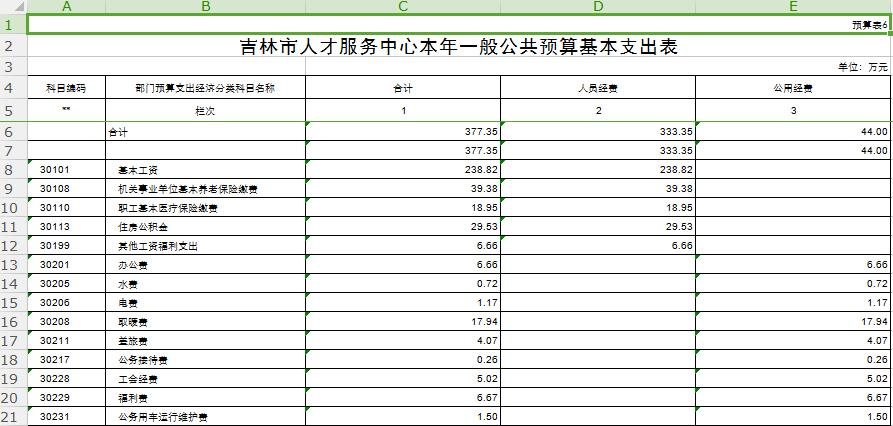 A B C D E
1 预算表6
2 吉林市人才服务中心本年一般公共预算基本支出表
3 单位：万元
4 科目编码 部门预算支出经济分类科目名称 合计 人员经费 公用经费
5 ** 栏次 1 2 3
6 合计 377.35 333.35 44.00
7 377.35 333.35 44.00
8 30101 基本工资 238.82 238.82
9 30108 机关事业单位基本养老保险缴费 39.38 39.38
10 30110 职工基本医疗保险缴费 18.95 18.95
11 30113 住房公积金 29.53 29.53
12 30199 其他工资福利支出 6.66 6.66
13 30201 办公费 6.66 6.66
14 30205 水费 0.72 0.72
15 30206 电费 1.17 1.17
16 30208 取暖费 17.94 17.94
17 30211 差旅费 4.07 4.07
18 30217 公务接待费 0.26 0.26
19 30228 工会经费 5.02 5.02
20 30229 福利费 6.67 6.67
21 30231 公务用车运行维护费 1.50 1.50